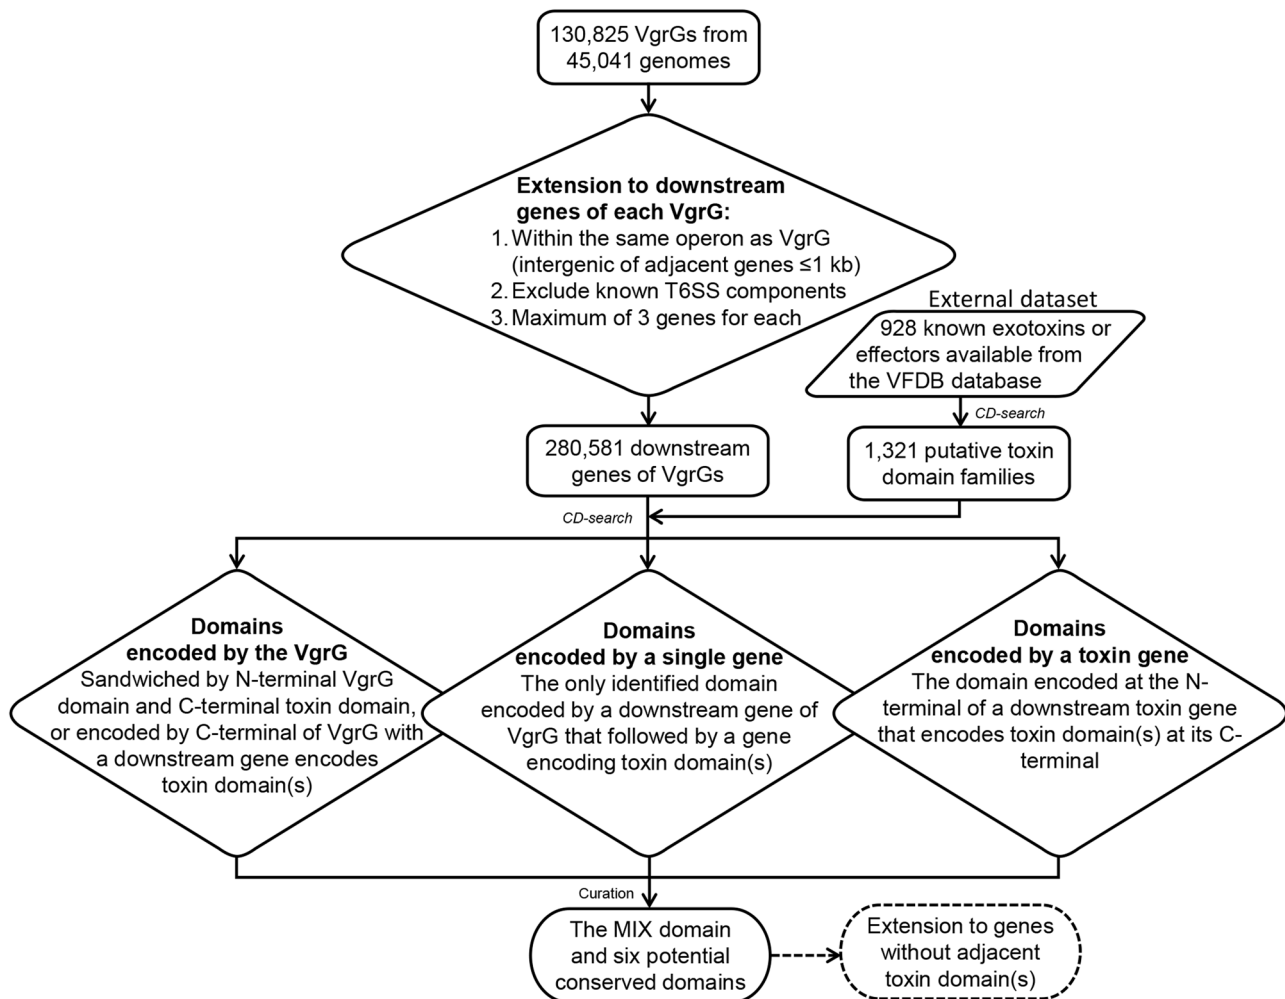 130,825 VgrGs from
45,041 genomes
Extension to downstream
genes of each VgrG:
1. Within the same operon as VgrG
(intergenic of adjacent genes ≤1 kb)
2. Exclude known T6SS components
3. Maximum of 3 genes for each
External dataset
928 known exotoxins or
effectors available from
the VFDB database
CD-search
280,581 downstream
genes of VgrGs
1,321 putative toxin
domain families
CD-search
Domains
encoded by the VgrG
Sandwiched by N-terminal VgrG
domain and C-terminal toxin domain,
or encoded by C-terminal of VgrG with
a downstream gene encodes
toxin domain(s)
Domains
encoded by a single gene
The only identified domain
encoded by a downstream gene of
VgrG that followed by a gene
encoding toxin domain(s)
Domains
encoded by a toxin gene
The domain encoded at the N-
terminal of a downstream toxin gene
that encodes toxin domain(s) at its C-
terminal
Curation
The MIX domain
and six potential
conserved domains
Extension to genes
without adjacent
toxin domain(s)